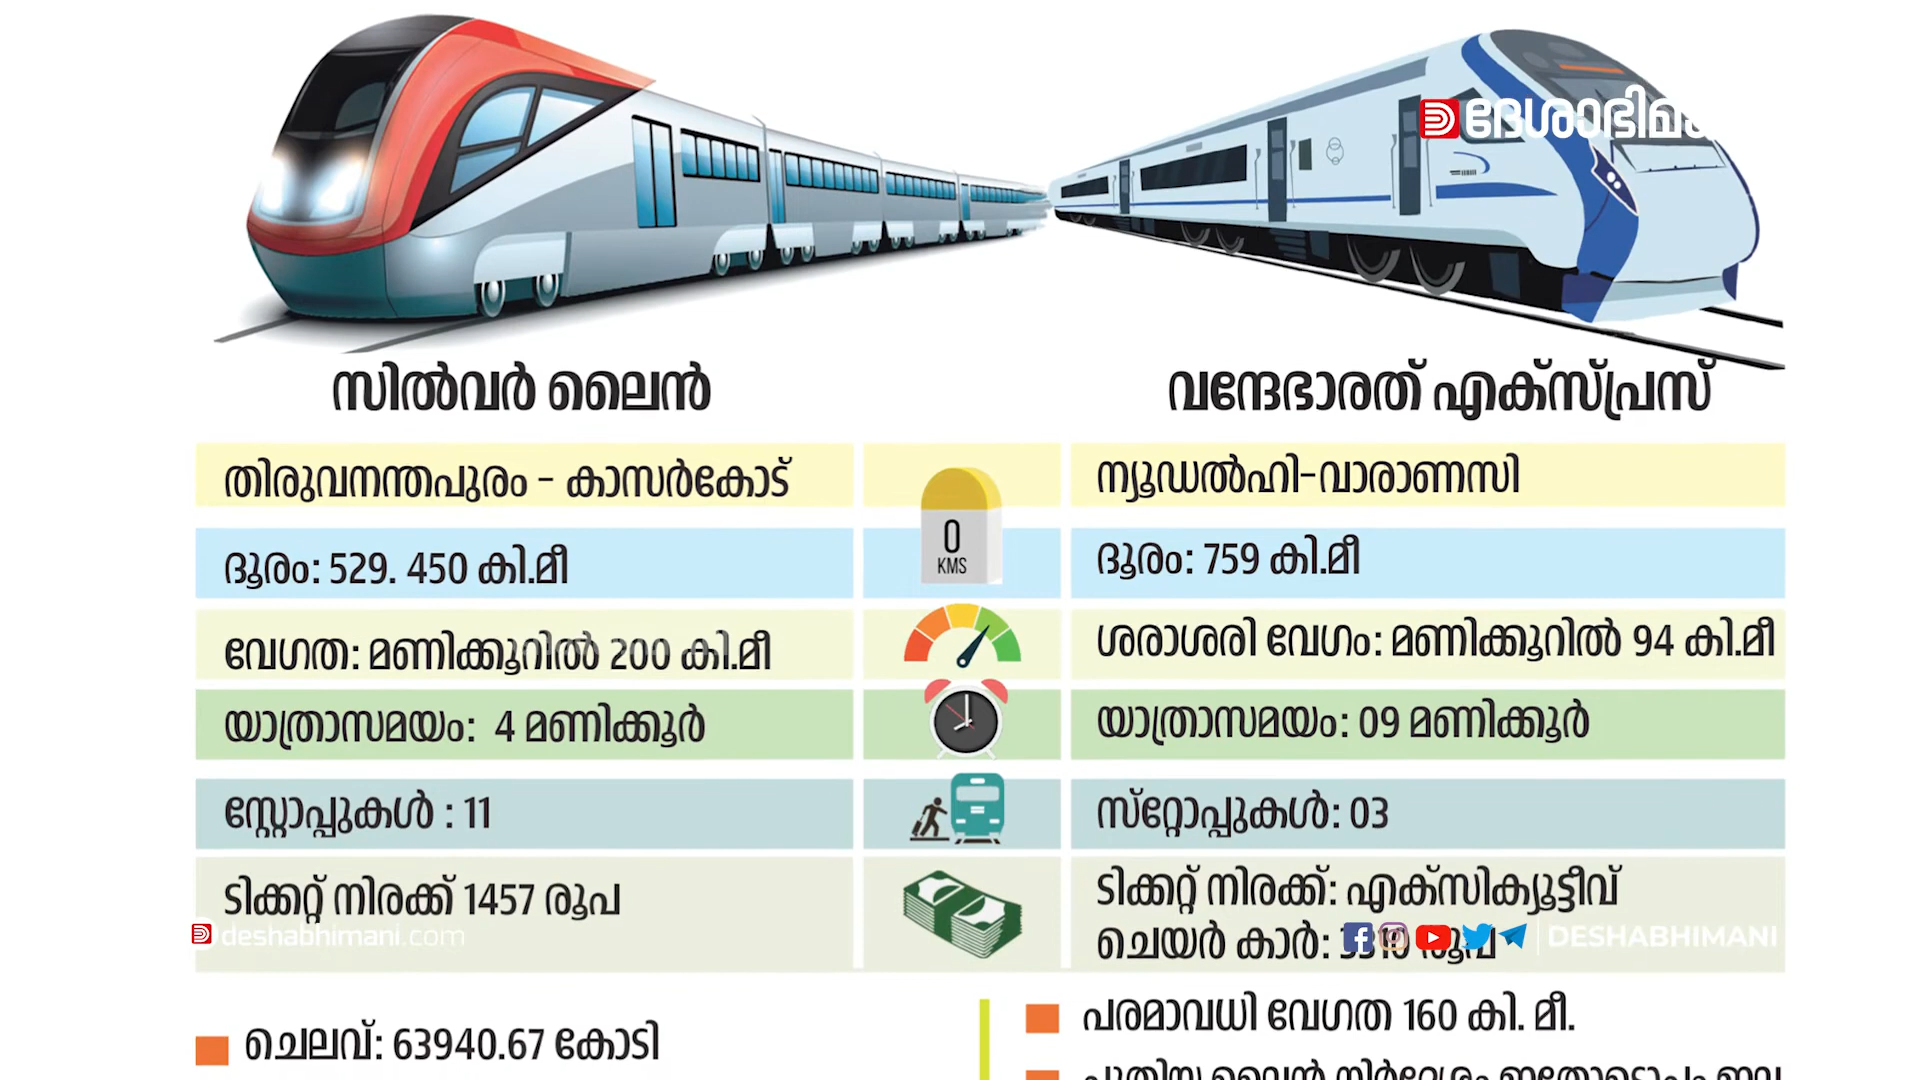 സിൽവർ ലൈൻ
തിരുവനന്തപുരം - കാസർകോട്
ദൂരം: 529. 450 കി.മീ
വേഗത: മണിക്കൂറിൽ 200 കി.മീ
യാത്രാസമയം: 4 മണിക്കൂർ
സ്റ്റോപ്പുകൾ : 11
ടിക്കറ്റ് നിരക്ക് 1457 രൂപ
deshabhimani.com
ചെലവ്: 63940.67 കോടി
0
KMS
വന്ദേഭാരത് എക്സ്പ്രസ്
ന്യൂഡൽഹി-വാരാണസി
ദൂരം: 759 കി.മീ
ശരാശരി വേഗം: മണിക്കൂറിൽ 94 കി.മീ
യാത്രാസമയം: 09 മണിക്കൂർ
സ്റ്റോപ്പുകൾ: 03
ടിക്കറ്റ് നിരക്ക്: എക്സിക്യൂട്ടീവ്
ചെയർ കാർ: രൂപ
DESHABHIMANI
പരമാവധി വേഗത 160 കി. മീ.